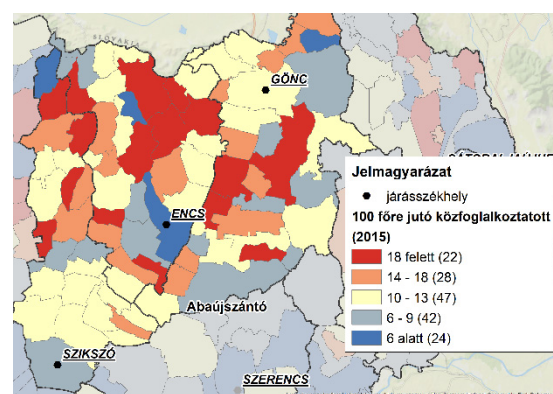 SLOVAKI
GÖNC
Jelmagyarázat
járásszékhely
100 főre jutó közfoglalkoztatott
(2015)
18 felett (22)
14 - 18 (28)
10 - 13 (47)
6 - 9 (42)
6 alatt (24)
ENCS
Abaújszántó
SZIKSZÓ
SZERENCS